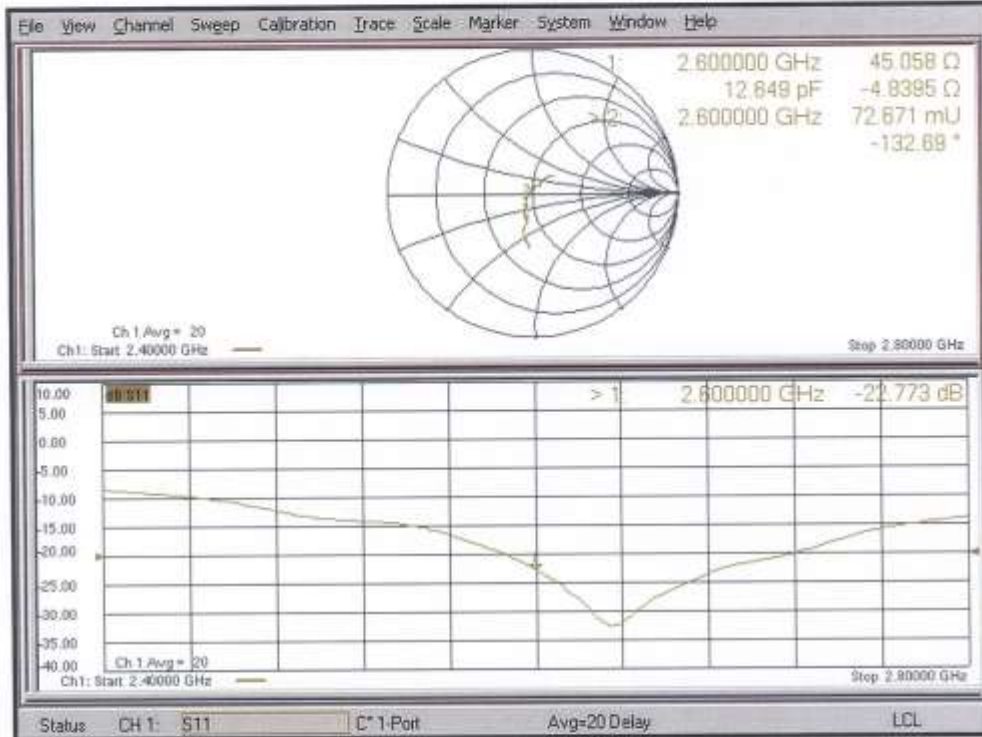 File View Channel Sweep Calibration Trace Scale Marker System Window Help
1 2.600000 GHz 45.058 Ω
12.649 pF -4.8395 Ω
> 2 2.600000 GHz 72.671 mU
-132.69 °
Ch 1 Avg = 20
Ch1: Start 2.40000 GHz Stop 2.80000 GHz
10.00 dB S11 > 1 2.600000 GHz -22.773 dB
5.00
0.00
-5.00
-10.00
-15.00
-20.00
-25.00
-30.00
-35.00
-40.00 Ch 1 Avg = 20
Ch1: Start 2.40000 GHz Stop 2.80000 GHz
Status CH 1: S11 C* 1-Port Avg=20 Delay LCL